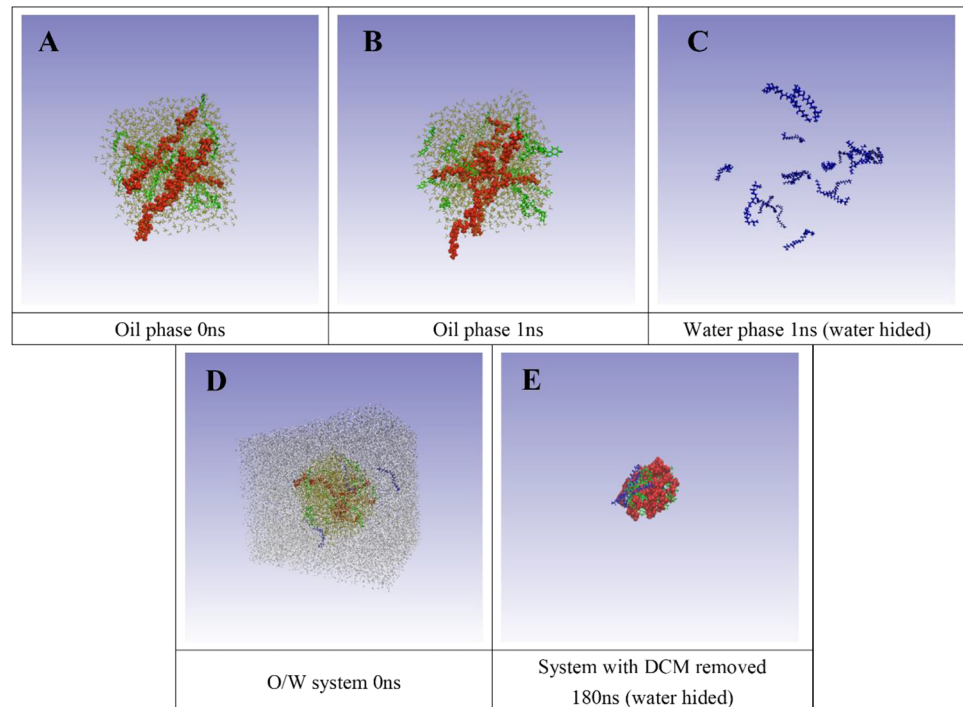 A
B
C
Oil phase 0ns
Oil phase 1ns
Water phase 1ns (water hided)
D
E
O/W system 0ns
System with DCM removed
180ns (water hided)